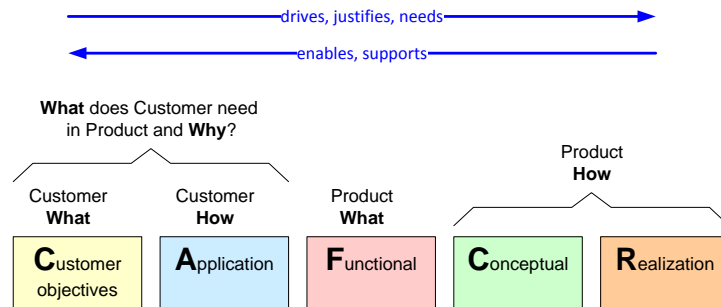 drives, justifies, needs
enables, supports
What does Customer need
in Product and Why?
Product
How
Customer
What
Customer
How
Product
What
Customer
objectives
Application
Functional
Conceptual
Realization